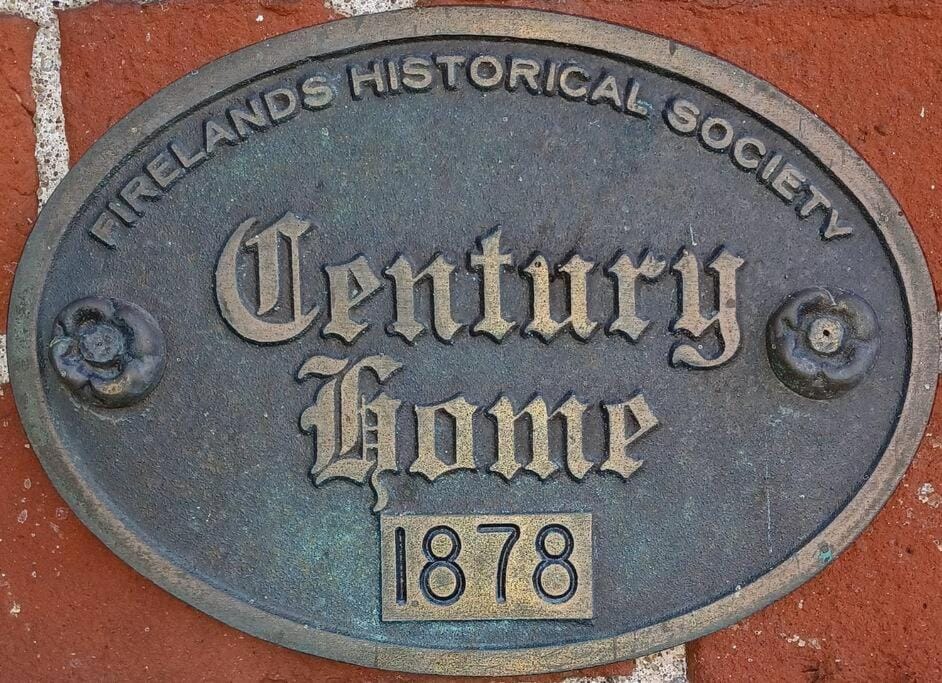 FIRELANDS HISTORICAL SOCIETY
Century
Home
1878